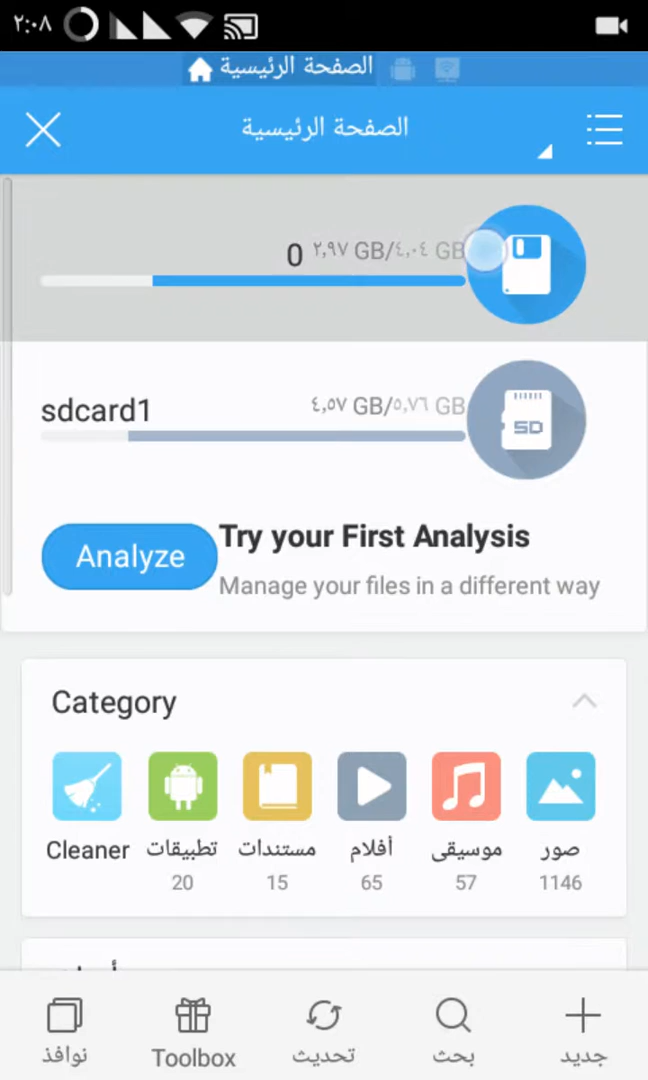 ٢:٠٨
الصفحة الرئيسية
الصفحة الرئيسية
0 ٢,٩٧ GB/٤,٠٤ GB
sdcard1 ٤,٥٧ GB/٥,٧٦ GB
SD
Try your First Analysis
Analyze
Manage your files in a different way
Category
صور موسيقى أفلام مستندات تطبيقات Cleaner
1146 57 65 15 20
جديد بحث تحديث Toolbox نوافذ